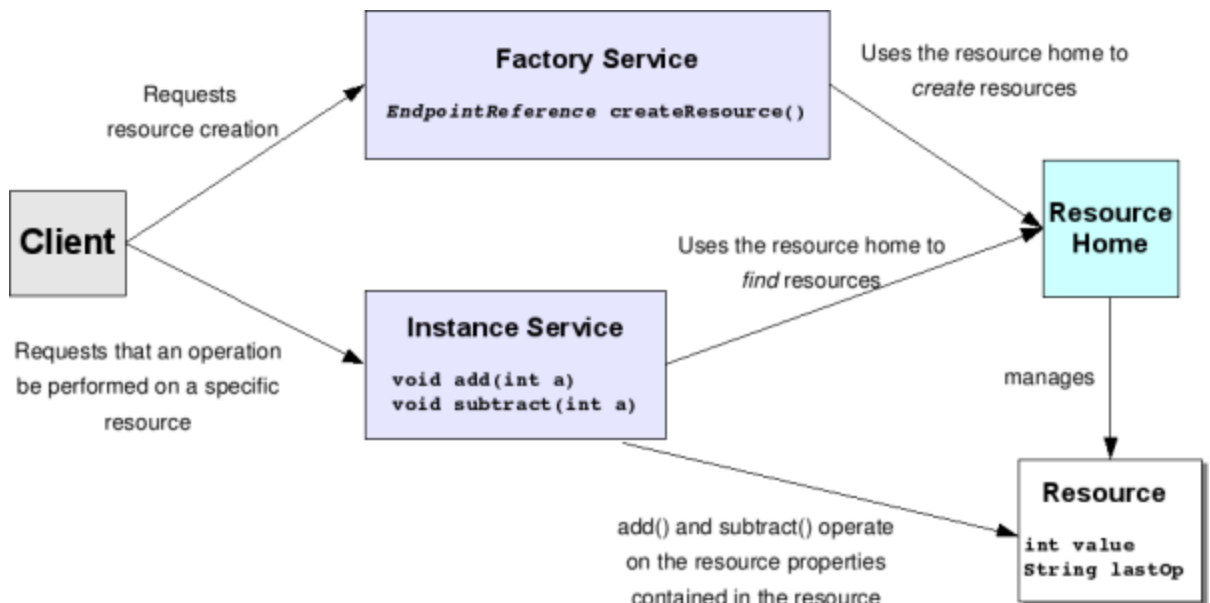 Factory Service
EndpointReference createResource()
Uses the resource home to
create resources
Requests
resource creation
Client
Resource
Home
Uses the resource home to
find resources
Instance Service
void add(int a)
void subtract(int a)
Requests that an operation
be performed on a specific
resource
manages
Resource
int value
String lastOp
add() and subtract() operate
on the resource properties
contained in the resource